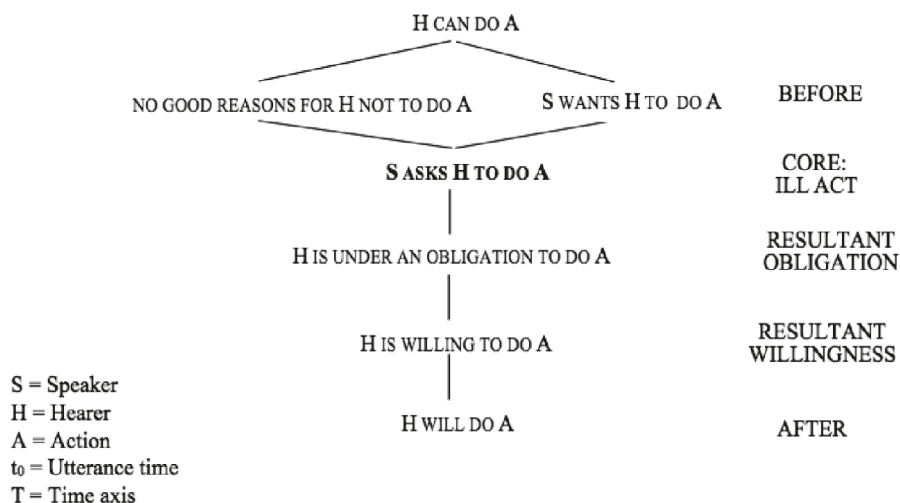 H CAN DO A
NO GOOD REASONS FOR H NOT TO DO A
S WANTS H TO DO A
BEFORE
S ASKS H TO DO A
CORE:
ILL ACT
H IS UNDER AN OBLIGATION TO DO A
RESULTANT
OBLIGATION
H IS WILLING TO DO A
RESULTANT
WILLINGNESS
H WILL DO A
AFTER
S = Speaker
H = Hearer
A = Action
t₀ = Utterance time
T = Time axis